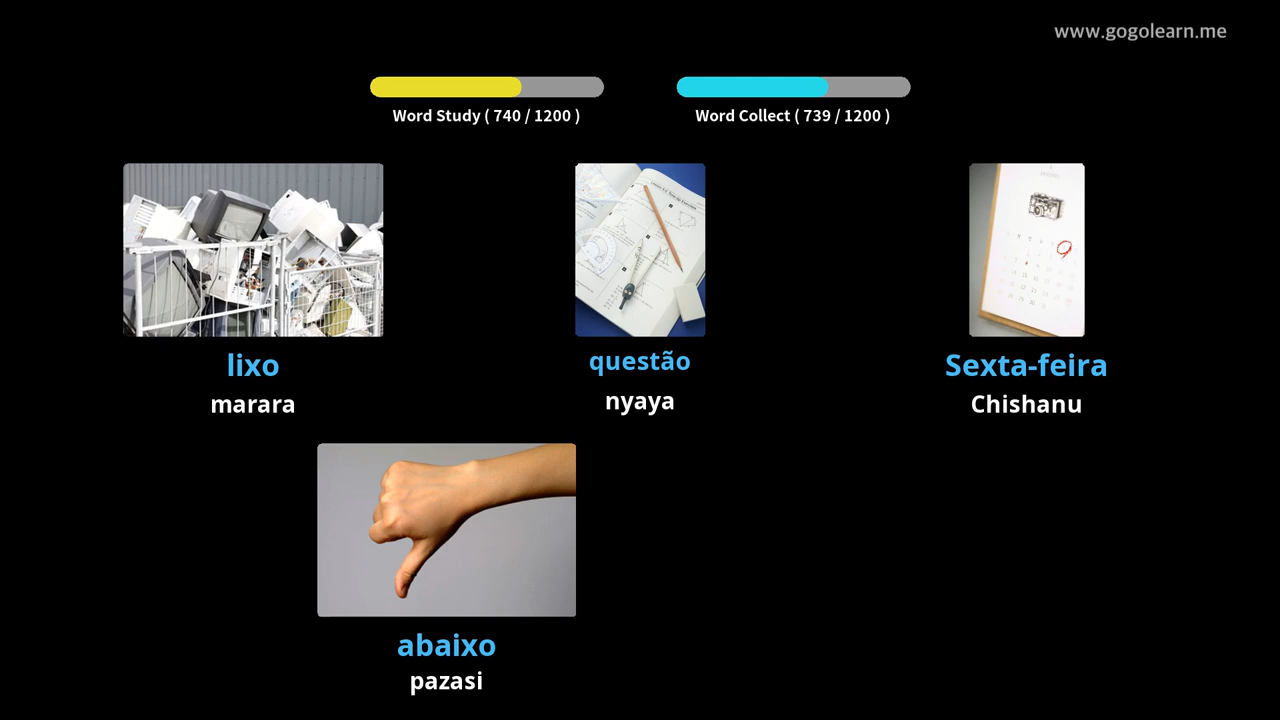 www.gogolearn.me
Word Study ( 740 / 1200 )
Word Collect ( 739 / 1200 )
lixo
marara
questão
nyaya
Sexta-feira
Chishanu
abaixo
pazasi